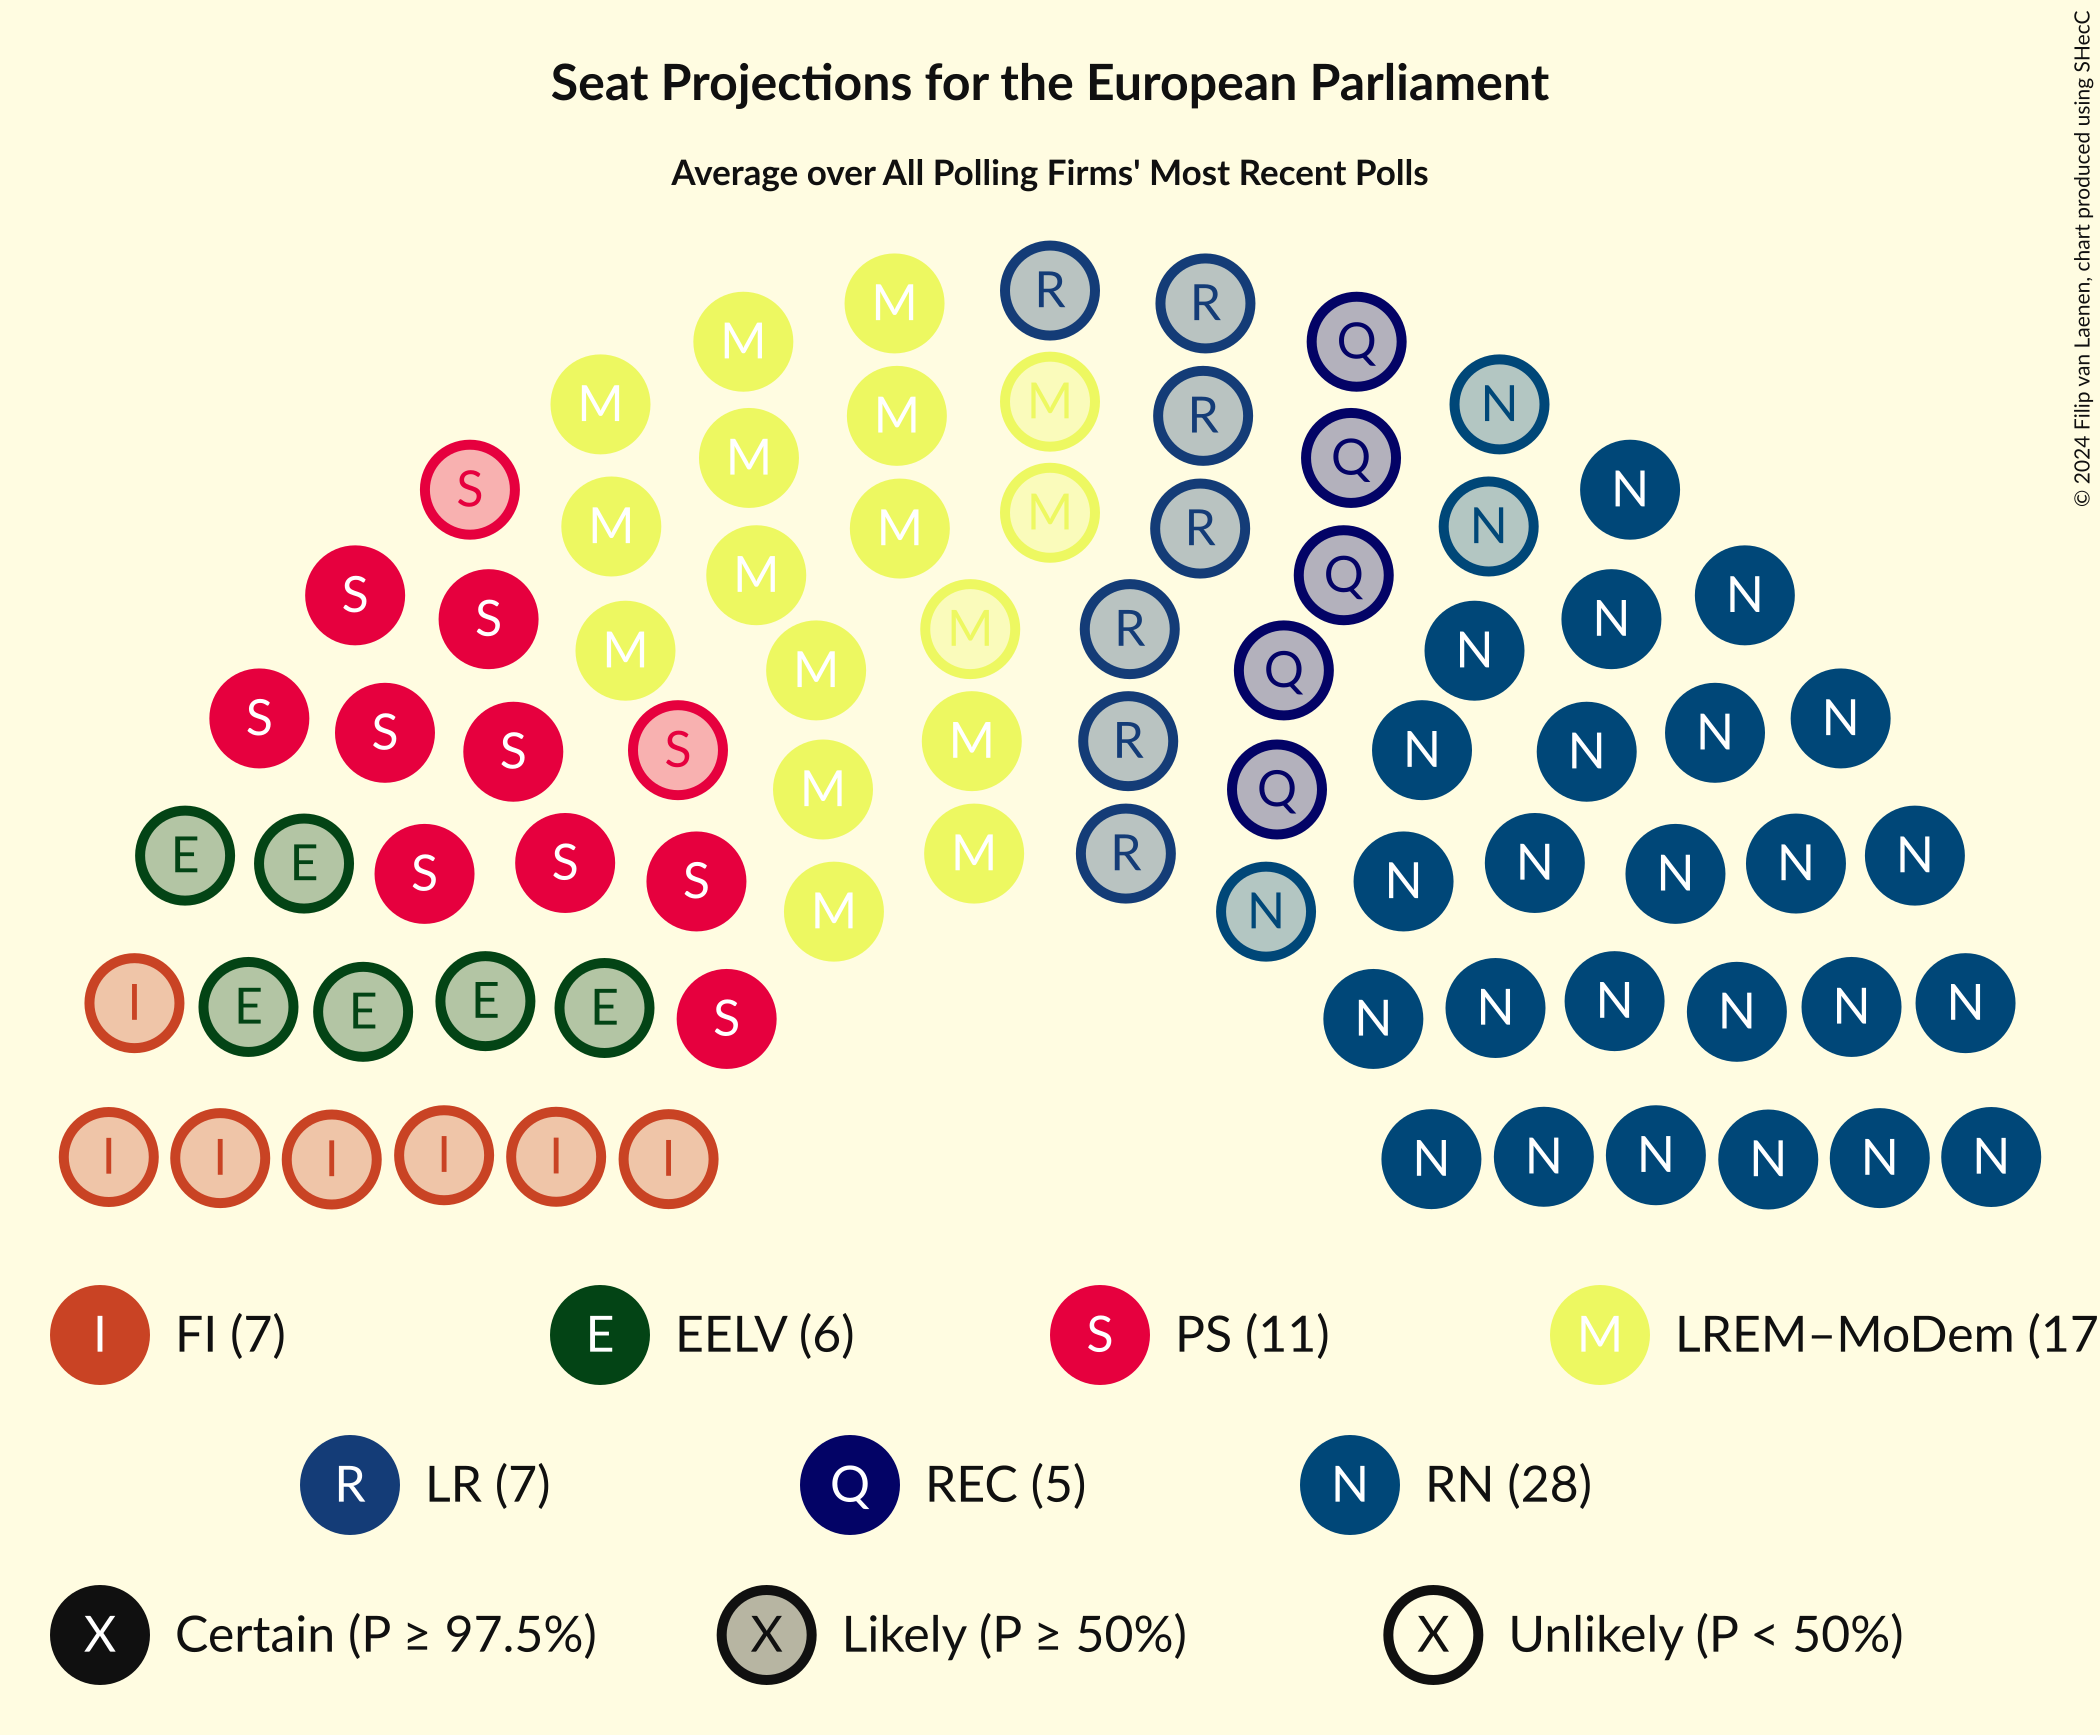 Seat Projections for the European Parliament
Average over All Polling Firms' Most Recent Polls
© 2024 Filip van Laenen, chart produced using SHecC
R
M M R R Q
M M M N
M M R Q
S M N N
M M R
M M Q
S S M M R N N N
M Q
S S S S M R N N N N
M Q
E E S S S M R N N N N N N
M
I E E E E S N N N N N N
I I I I I I N N N N N N
I FI (7) E EELV (6) S PS (11) M LREM–MoDem (17
R LR (7) Q REC (5) N RN (28)
X Certain (P ≥ 97.5%) X Likely (P ≥ 50%) X Unlikely (P < 50%)